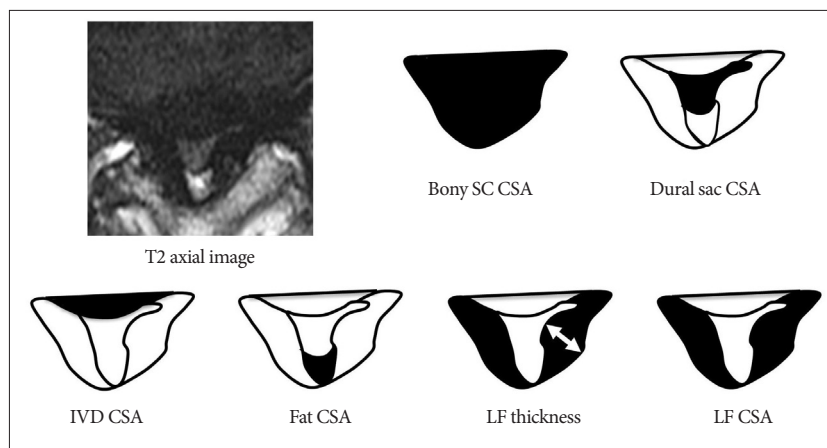 Bony SC CSA
Dural sac CSA
T2 axial image
IVD CSA
Fat CSA
LF thickness
LF CSA